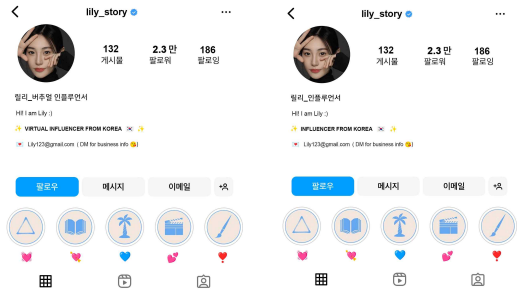 lily_story
132
2.3 만
186
게시물
팔로워
팔로잉
릴리_버추얼 인플루언서
Hi! I am Lily :)
✨ VIRTUAL INFLUENCER FROM KOREA 🇰🇷 ✨
💌 Lily123@gmail.com ( DM for business info 😘)
팔로우
메시지
이메일
lily_story
132
2.3 만
186
게시물
팔로워
팔로잉
릴리_인플루언서
Hi! I am Lily :)
✨ INFLUENCER FROM KOREA 🇰🇷 ✨
💌 Lily123@gmail.com ( DM for business info 😘)
팔로우
메시지
이메일